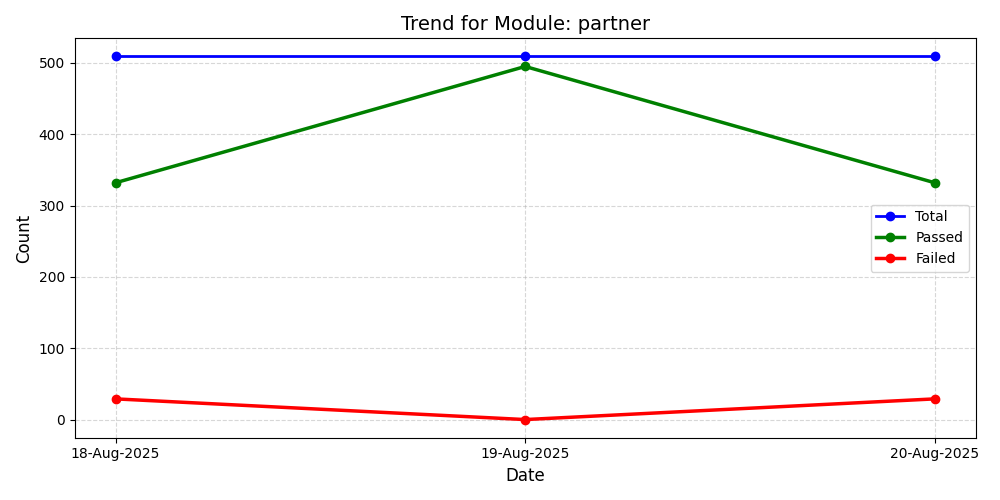 Trend for Module: partner
500
400
300
200
100
0
Count
Total
Passed
Failed
18-Aug-2025
19-Aug-2025
20-Aug-2025
Date